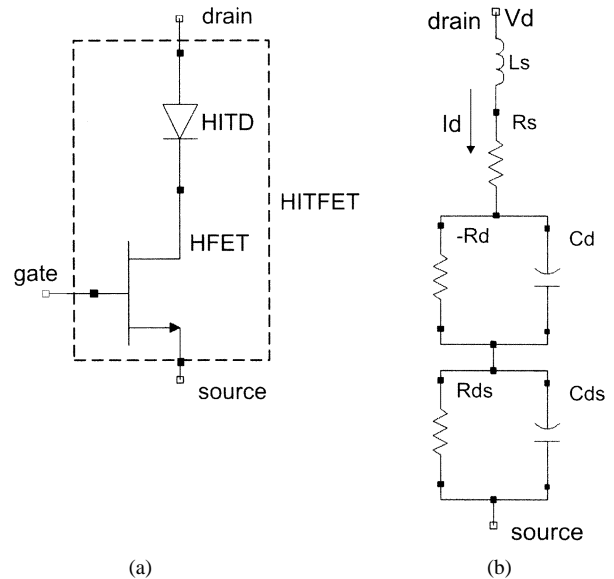 drain
HITD
HITFET
HFET
gate
source
(a)
drain Vd
Ls
Id
Rs
-Rd
Cd
Rds
Cds
source
(b)